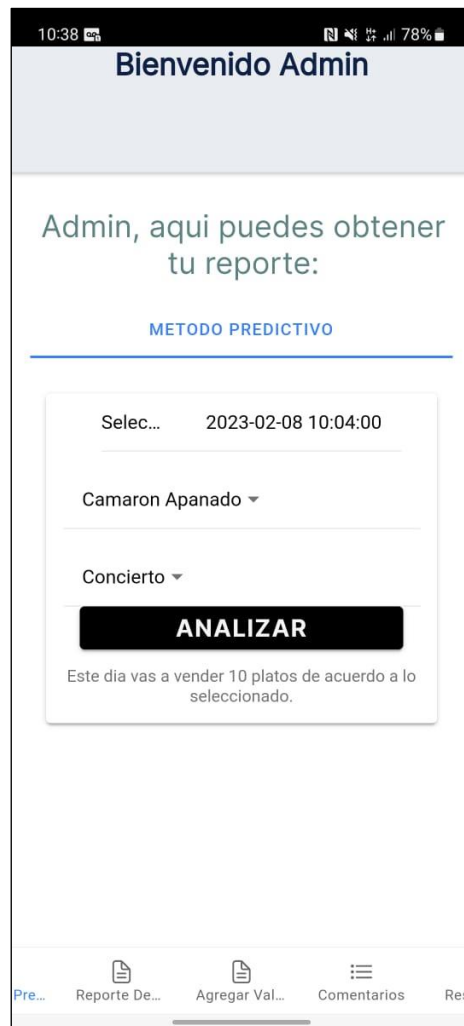 10:38 78%
Bienvenido Admin
Admin, aqui puedes obtener
tu reporte:
METODO PREDICTIVO
Selec... 2023-02-08 10:04:00
Camaron Apanado
Concierto
ANALIZAR
Este dia vas a vender 10 platos de acuerdo a lo
seleccionado.
Pre... Reporte De... Agregar Val... Comentarios Res